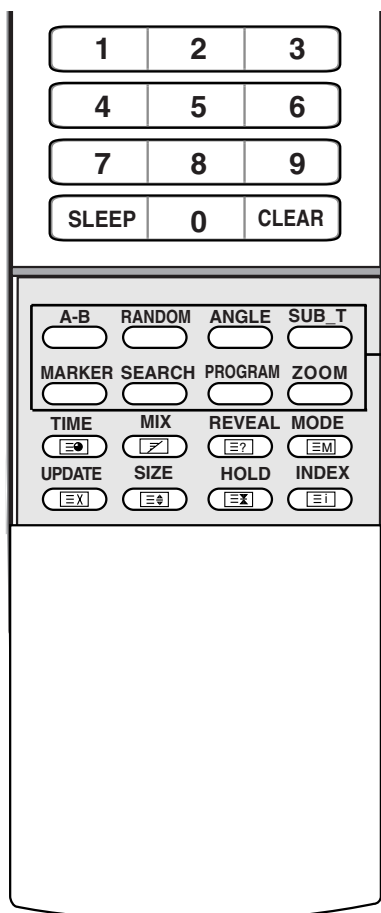 1 2 3
4 5 6
7 8 9
SLEEP 0 CLEAR
A-B RANDOM ANGLE SUB_T
MARKER SEARCH PROGRAM ZOOM
TIME MIX REVEAL MODE
? M
UPDATE SIZE HOLD INDEX
X i